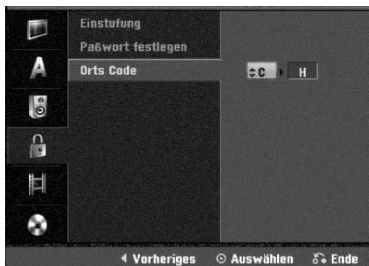 Einstufung
Paßwort festlegen
Orts Code
C H
A
Vorheriges Auswählen Ende